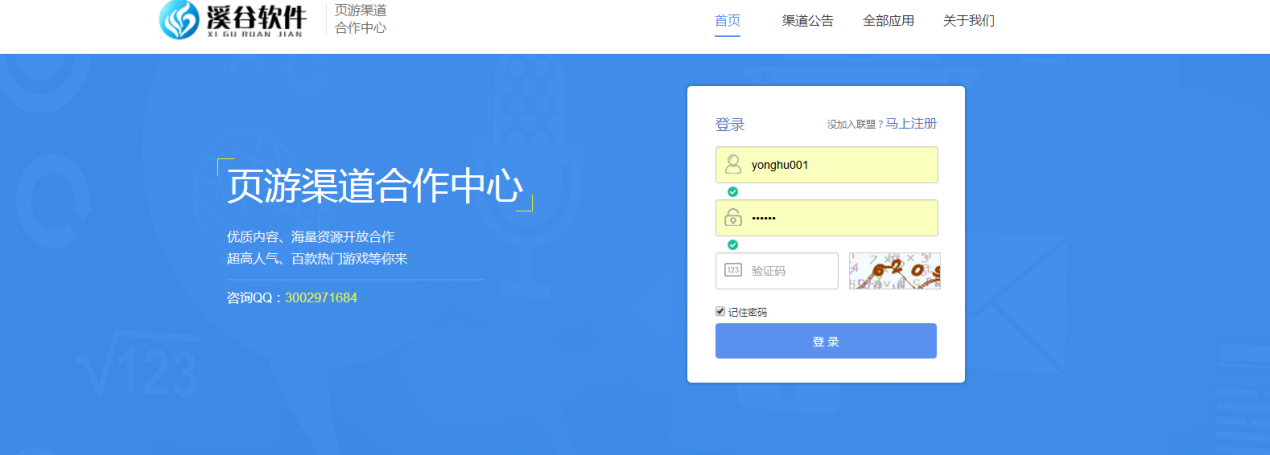 溪谷软件
XI GU RUAN JIAN
页游渠道
合作中心
首页 渠道公告 全部应用 关于我们
页游渠道合作中心
优质内容、海量资源开放合作
超高人气、百款热门游戏等你来
咨询QQ：3002971684
登录 没加入联盟？马上注册
yonghu001
••••••
验证码
记住密码
登 录
√123